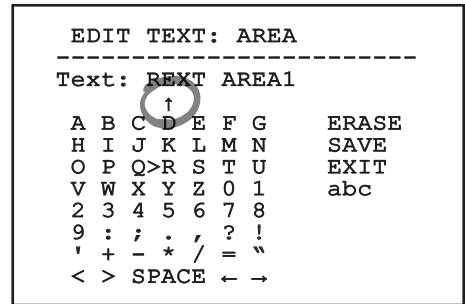 EDIT TEXT: AREA
------------------------
Text: REXT AREA1
↑
A B C D E F G ERASE
H I J K L M N SAVE
O P Q>R S T U EXIT
V W X Y Z 0 1 abc
2 3 4 5 6 7 8
9 : ; . , ? !
' + - * / = "
< > SPACE ← →